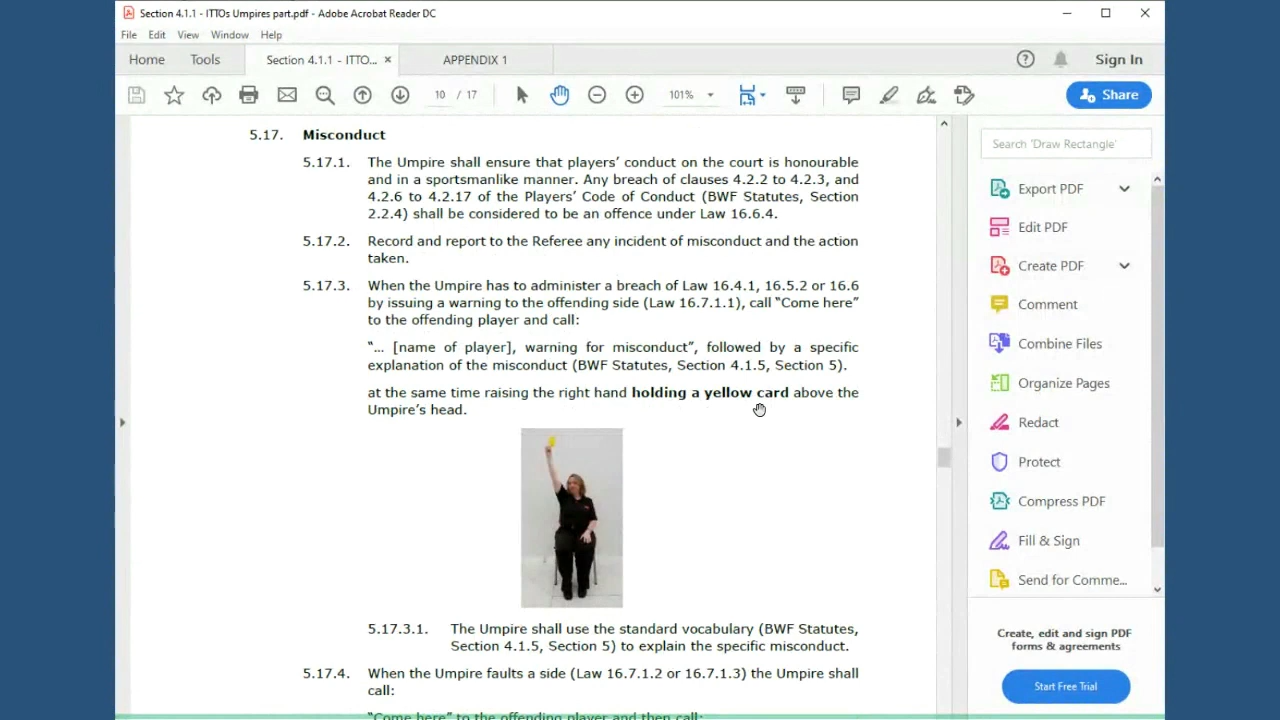 Section 4.1.1 - ITTOs Umpires part.pdf - Adobe Acrobat Reader DC
File Edit View Window Help
Home Tools Section 4.1.1 - ITTO... × APPENDIX 1 Sign In
10 / 17 101% Share
5.17. Misconduct
5.17.1. The Umpire shall ensure that players’ conduct on the court is honourable
and in a sportsmanlike manner. Any breach of clauses 4.2.2 to 4.2.3, and
4.2.6 to 4.2.17 of the Players’ Code of Conduct (BWF Statutes, Section
2.2.4) shall be considered to be an offence under Law 16.6.4.
5.17.2. Record and report to the Referee any incident of misconduct and the action
taken.
5.17.3. When the Umpire has to administer a breach of Law 16.4.1, 16.5.2 or 16.6
by issuing a warning to the offending side (Law 16.7.1.1), call “Come here”
to the offending player and call:
“… [name of player], warning for misconduct”, followed by a specific
explanation of the misconduct (BWF Statutes, Section 4.1.5, Section 5).
at the same time raising the right hand holding a yellow card above the
Umpire’s head.
5.17.3.1. The Umpire shall use the standard vocabulary (BWF Statutes,
Section 4.1.5, Section 5) to explain the specific misconduct.
5.17.4. When the Umpire faults a side (Law 16.7.1.2 or 16.7.1.3) the Umpire shall
call:
“Come here” to the offending player and then call:
Search 'Draw Rectangle'
Export PDF
Edit PDF
Create PDF
Comment
Combine Files
Organize Pages
Redact
Protect
Compress PDF
Fill & Sign
Send for Comme...
Create, edit and sign PDF
forms & agreements
Start Free Trial